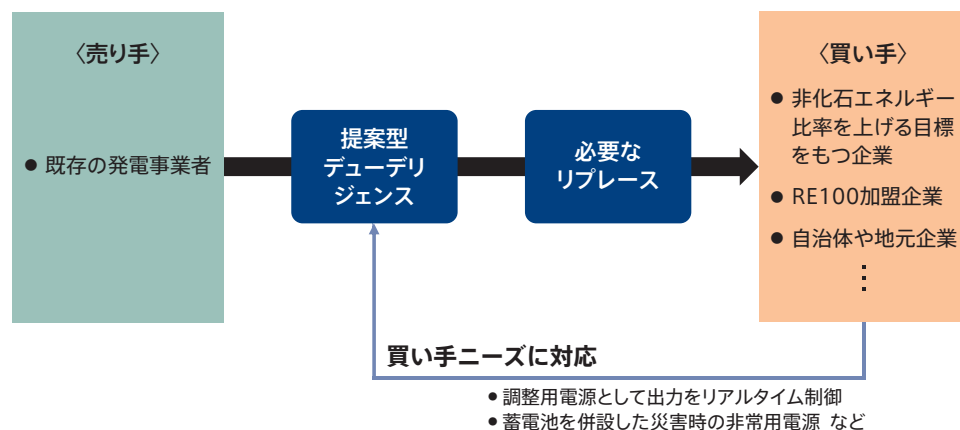 〈売り手〉
● 既存の発電事業者
提案型
デューデリ
ジェンス
必要な
リプレース
〈買い手〉
● 非化石エネルギー
比率を上げる目標
をもつ企業
● RE100加盟企業
● 自治体や地元企業
⋮
買い手ニーズに対応
● 調整用電源として出力をリアルタイム制御
● 蓄電池を併設した災害時の非常用電源 など